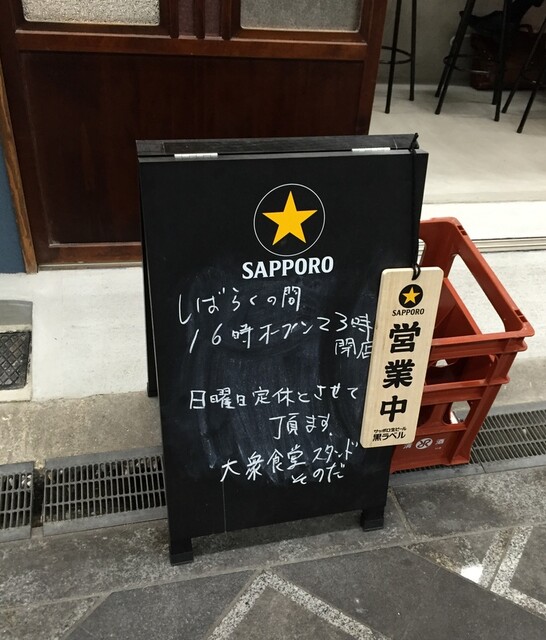 SAPPORO
しばらくの間
16時オープン23時
閉店
日曜日定休とさせて
頂ます.
大衆食堂スタンド
そのだ
SAPPORO
営業中
サッポロ生ビール
黒ラベル